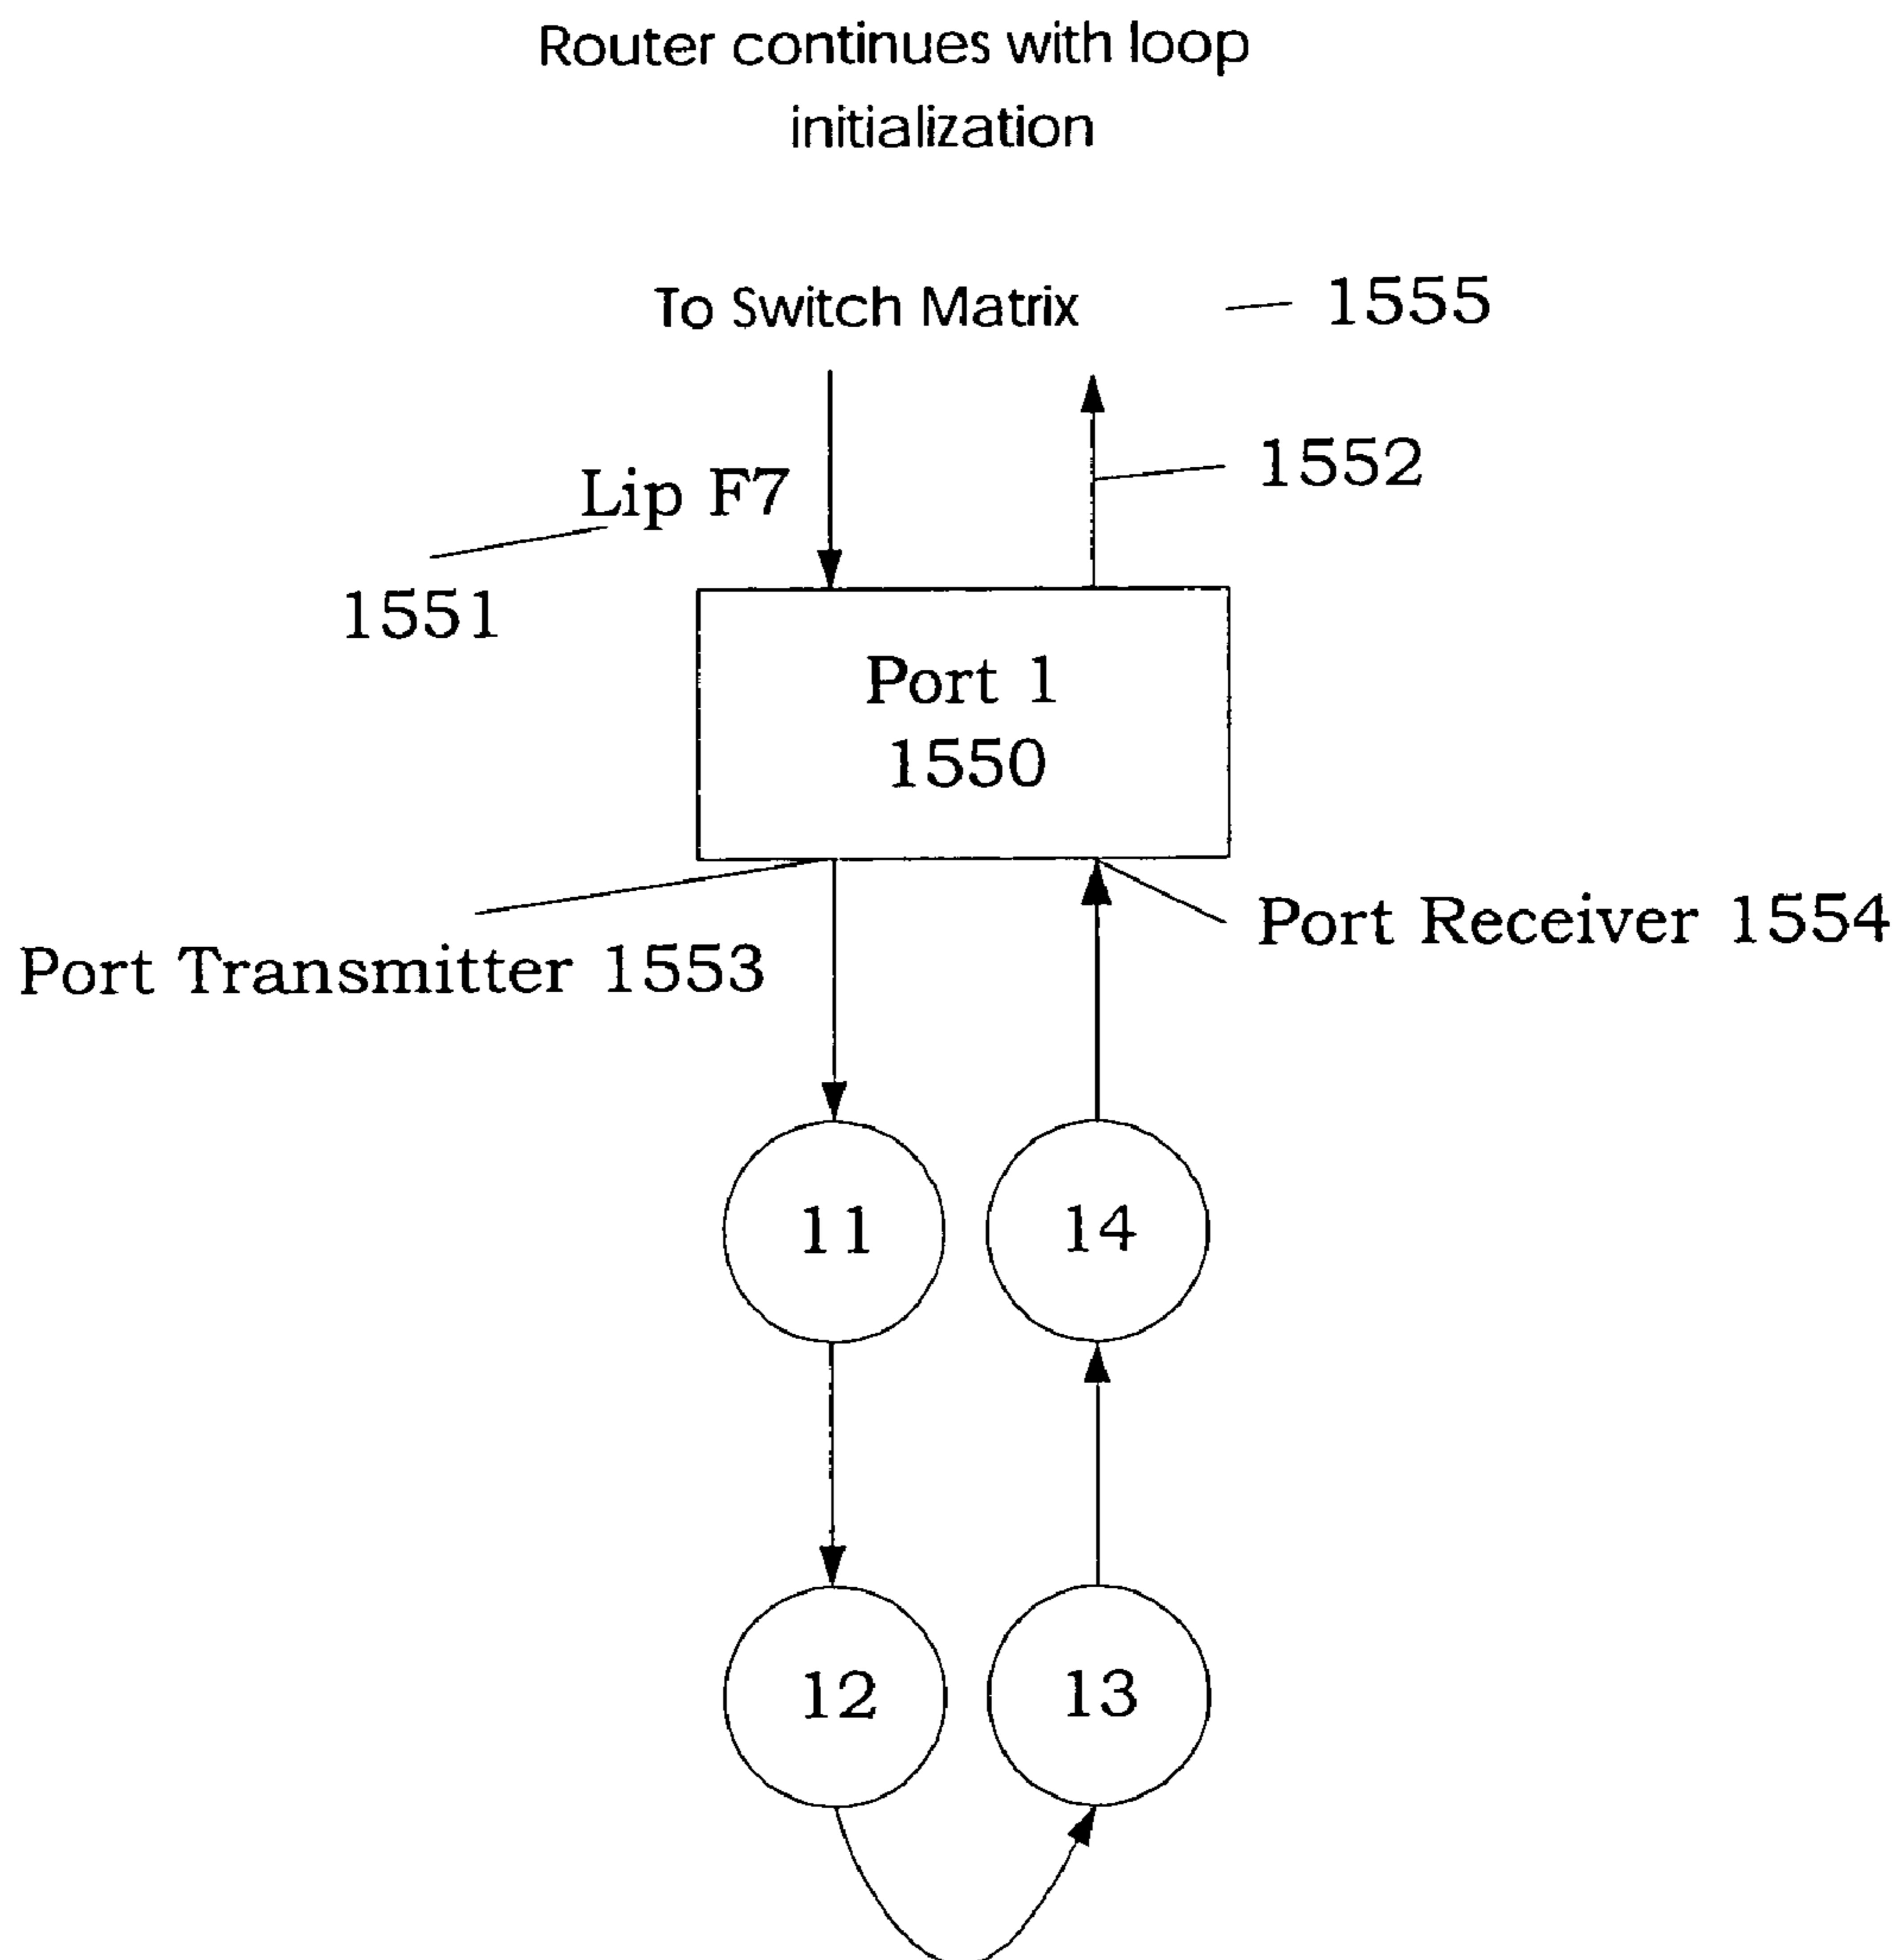 Router continues with loop
initialization
To Switch Matrix
1555
1552
Lip F7
1551
Port 1
1550
Port Receiver 1554
Port Transmitter 1553
11
14
12
13